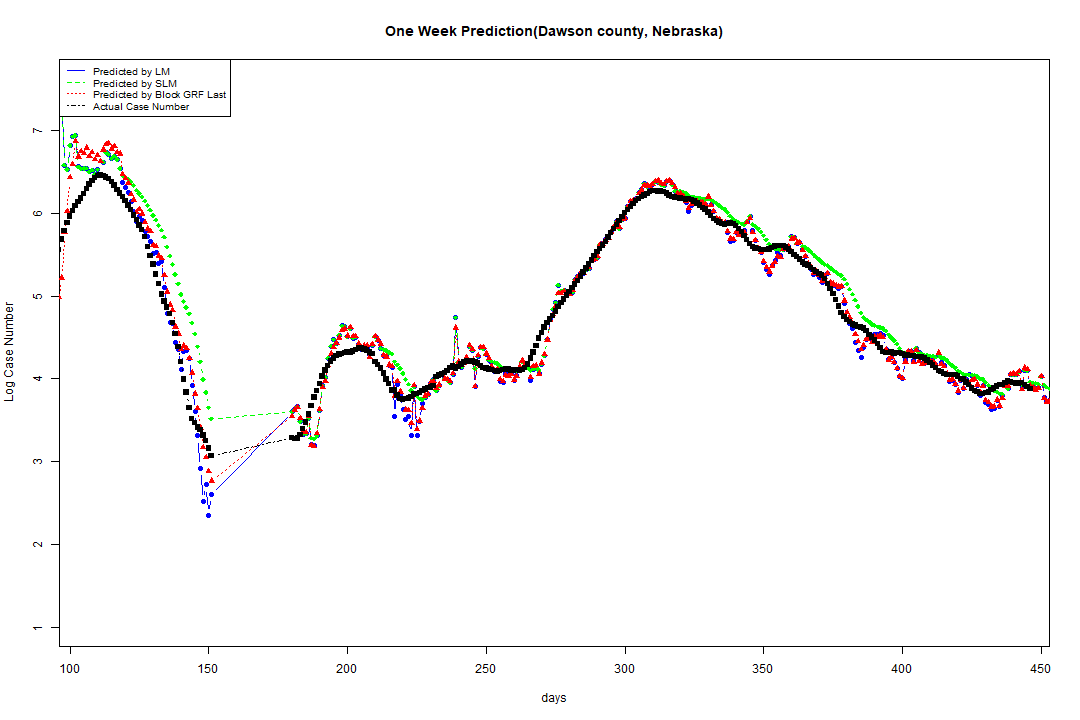 One Week Prediction(Dawson county, Nebraska)
Predicted by LM
Predicted by SLM
Predicted by Block GRF Last
Actual Case Number
7
6
5
4
3
2
1
Log Case Number
100 150 200 250 300 350 400 450
days